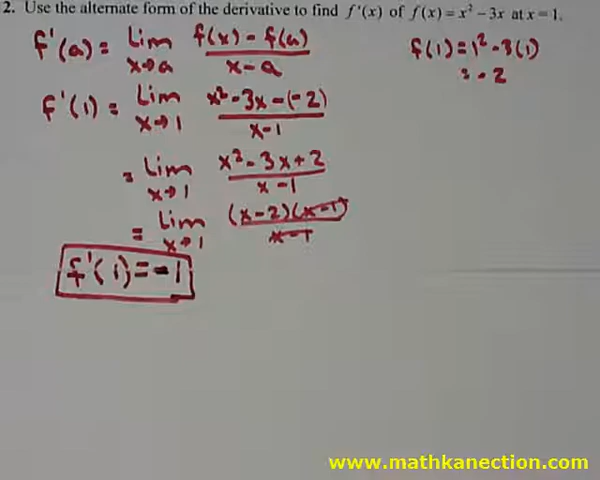 2. Use the alternate form of the derivative to find f '(x) of f(x) = x² − 3x at x = 1.
f'(a) = lim x→a f(x) - f(a) / x - a
f(1) = 1² - 3(1)
= -2
f'(1) = lim x→1 x² - 3x - (-2) / x - 1
= lim x→1 x² - 3x + 2 / x - 1
= lim x→1 (x-2)(x-1) / x-1
f'(1) = -1
www.mathkanection.com